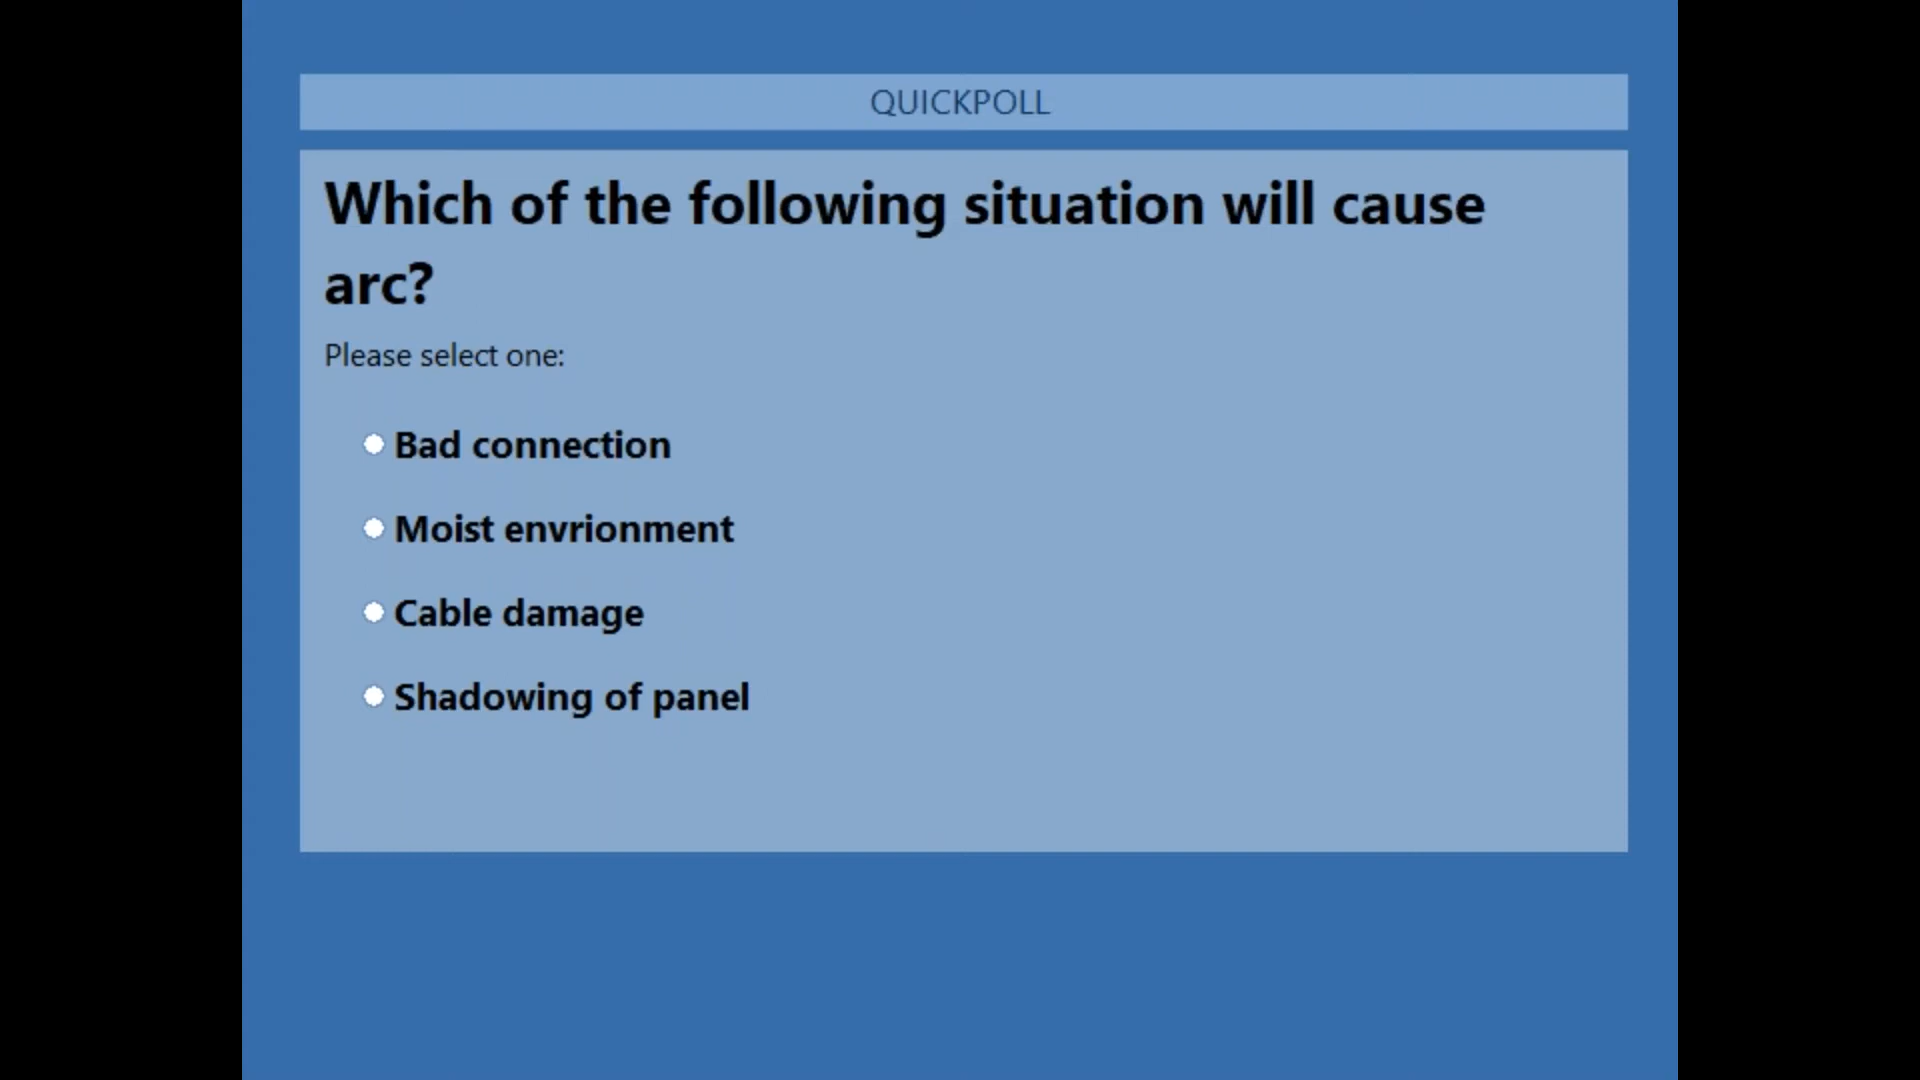 QUICKPOLL
Which of the following situation will cause
arc?
Please select one:
Bad connection
Moist envrionment
Cable damage
Shadowing of panel